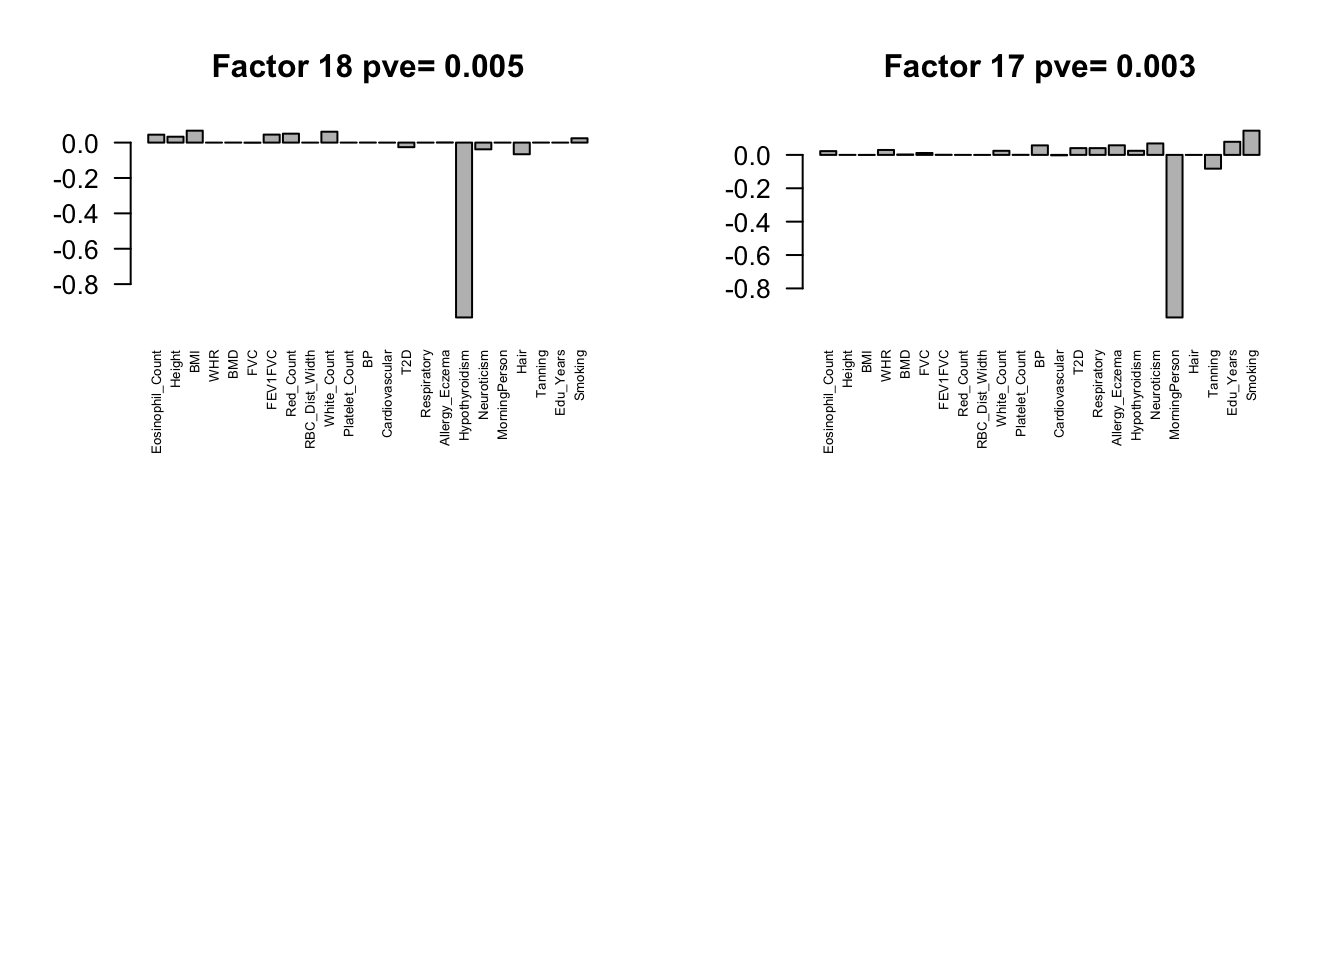 Factor 18 pve= 0.005
0.0
-0.2
-0.4
-0.6
-0.8
Eosinophil_Count
Height
BMI
WHR
BMD
FVC
FEV1FVC
Red_Count
RBC_Dist_Width
White_Count
Platelet_Count
BP
Cardiovascular
T2D
Respiratory
Allergy_Eczema
Hypothyroidism
Neuroticism
MorningPerson
Hair
Tanning
Edu_Years
Smoking
Factor 17 pve= 0.003
0.0
-0.2
-0.4
-0.6
-0.8
Eosinophil_Count
Height
BMI
WHR
BMD
FVC
FEV1FVC
Red_Count
RBC_Dist_Width
White_Count
Platelet_Count
BP
Cardiovascular
T2D
Respiratory
Allergy_Eczema
Hypothyroidism
Neuroticism
MorningPerson
Hair
Tanning
Edu_Years
Smoking